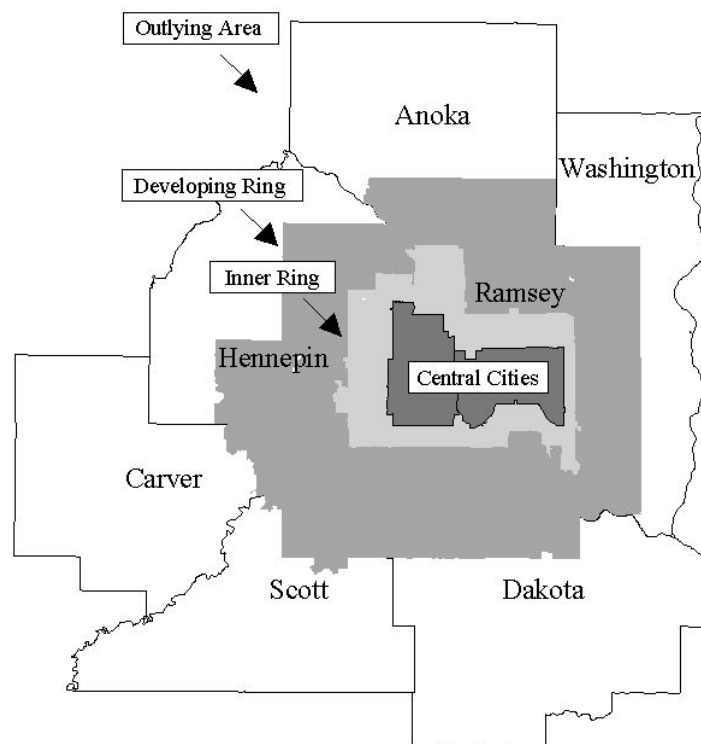 Outlying Area
Anoka
Washington
Developing Ring
Inner Ring
Ramsey
Hennepin
Central Cities
Carver
Scott
Dakota